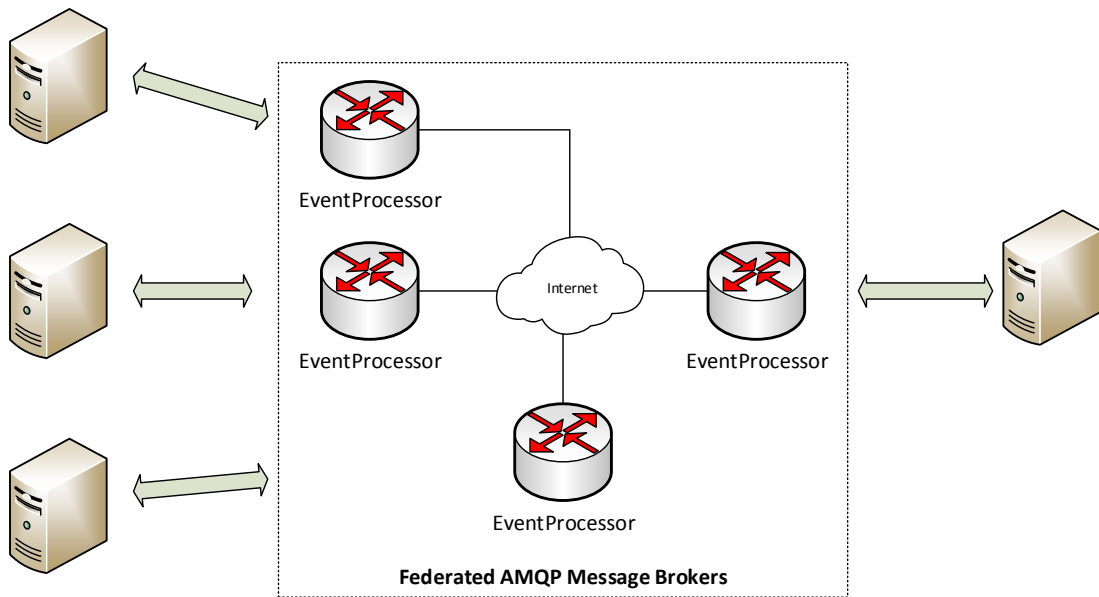 EventProcessor
EventProcessor
Internet
EventProcessor
EventProcessor
Federated AMQP Message Brokers